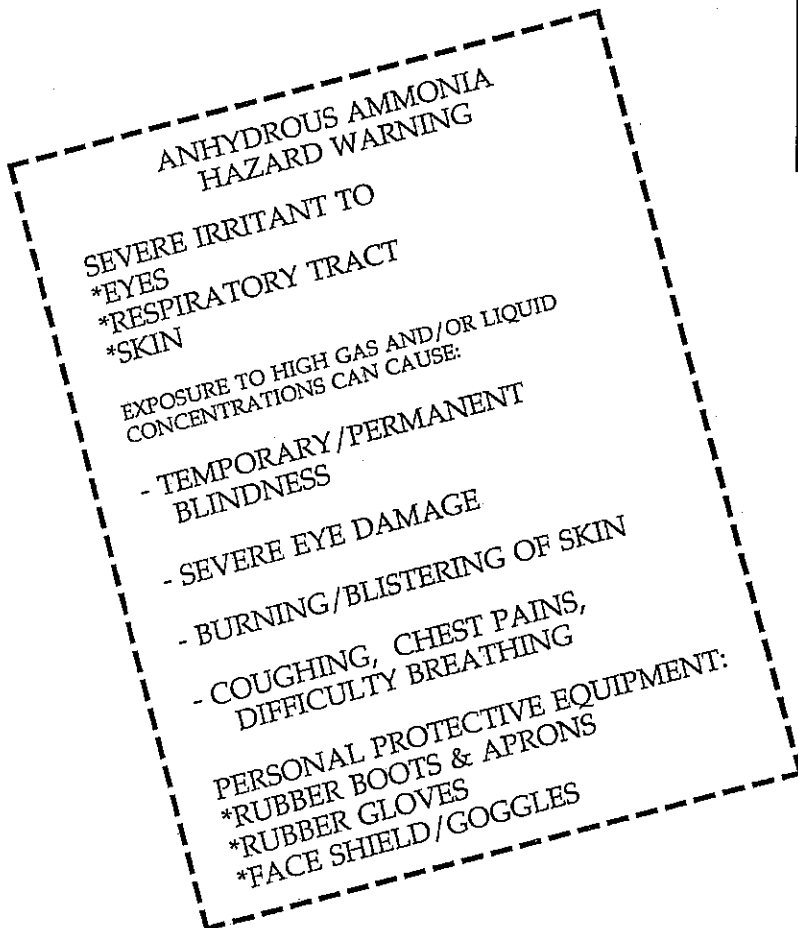 ANHYDROUS AMMONIA
HAZARD WARNING
SEVERE IRRITANT TO
*EYES
*RESPIRATORY TRACT
*SKIN
EXPOSURE TO HIGH GAS AND/OR LIQUID
CONCENTRATIONS CAN CAUSE:
- TEMPORARY/PERMANENT
BLINDNESS
- SEVERE EYE DAMAGE
- BURNING/BLISTERING OF SKIN
- COUGHING, CHEST PAINS,
DIFFICULTY BREATHING
PERSONAL PROTECTIVE EQUIPMENT:
*RUBBER BOOTS & APRONS
*RUBBER GLOVES
*FACE SHIELD/GOGGLES